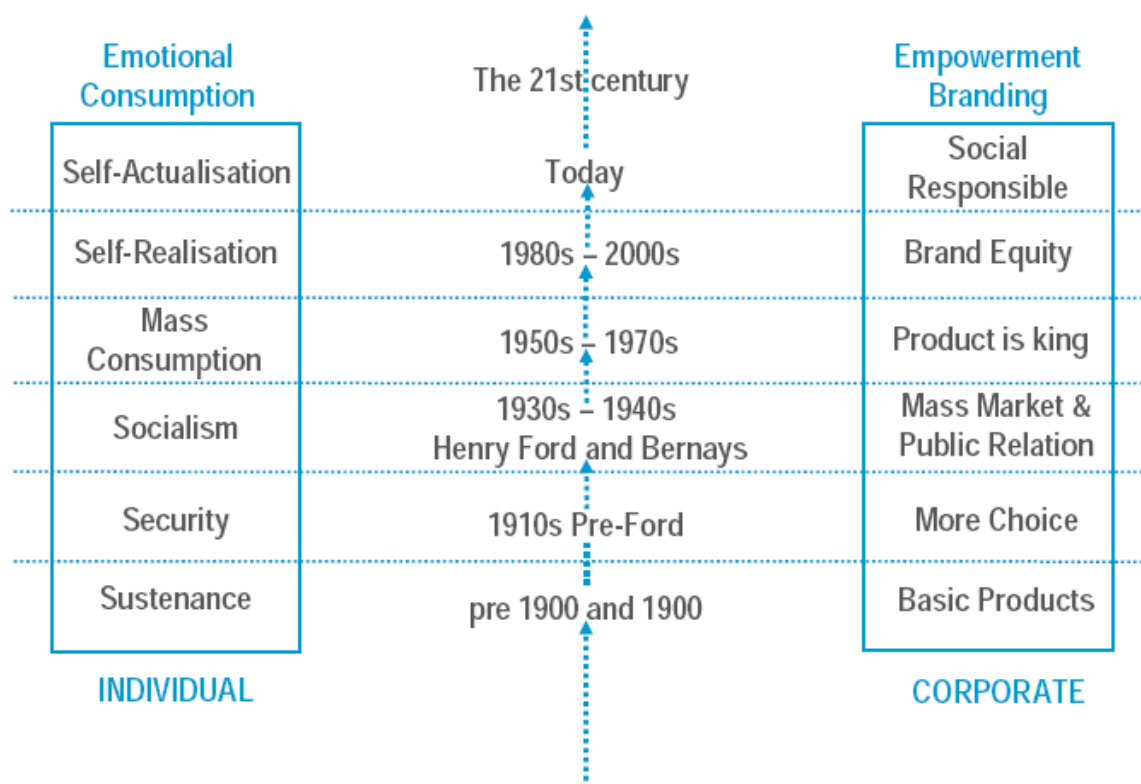 Emotional
Consumption
The 21st century
Empowerment
Branding
Self-Actualisation
Today
Social
Responsible
Self-Realisation
1980s – 2000s
Brand Equity
Mass
Consumption
1950s – 1970s
Product is king
Socialism
1930s – 1940s
Henry Ford and Bernays
Mass Market &
Public Relation
Security
1910s Pre-Ford
More Choice
Sustenance
pre 1900 and 1900
Basic Products
INDIVIDUAL
CORPORATE